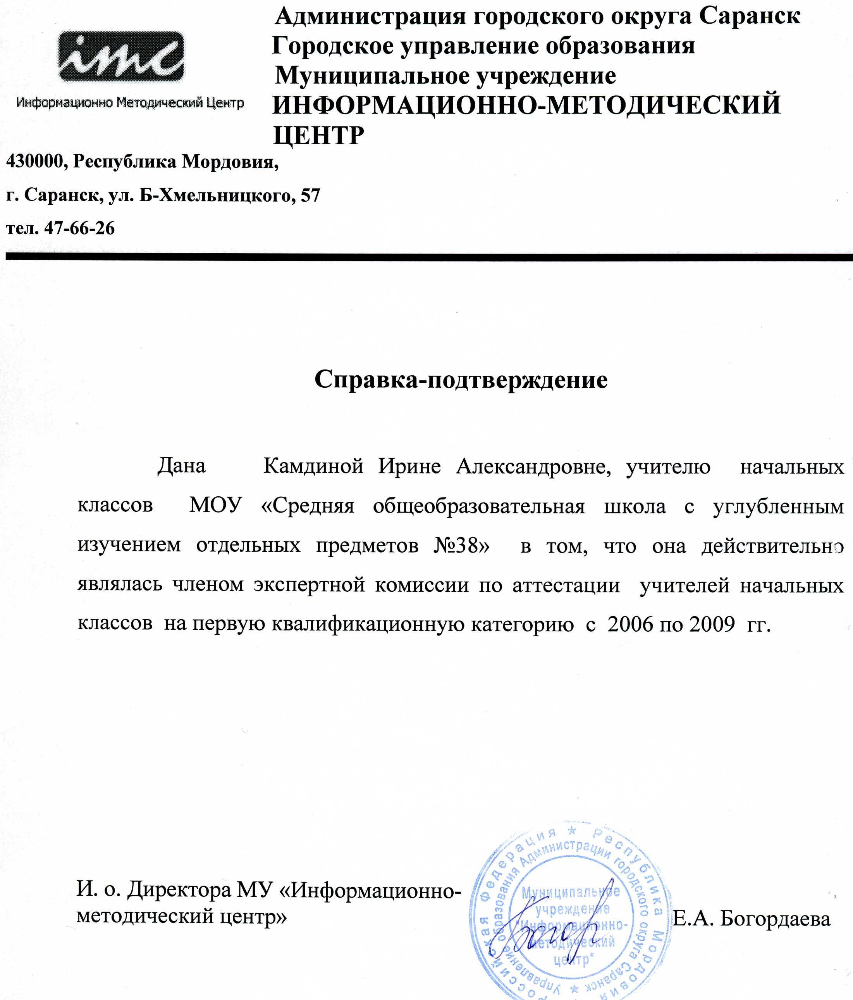 imc
Информационно Методический Центр
Администрация городского округа Саранск
Городское управление образования
Муниципальное учреждение
ИНФОРМАЦИОННО-МЕТОДИЧЕСКИЙ
ЦЕНТР
430000, Республика Мордовия,
г. Саранск, ул. Б-Хмельницкого, 57
тел. 47-66-26
Справка-подтверждение
Дана Камдиной Ирине Александровне, учителю начальных
классов МОУ «Средняя общеобразовательная школа с углубленным
изучением отдельных предметов №38» в том, что она действительно
являлась членом экспертной комиссии по аттестации учителей начальных
классов на первую квалификационную категорию с 2006 по 2009 гг.
И. о. Директора МУ «Информационно-
методический центр»
Е.А. Богордаева
Российская Федерация ★ Республика Мордовия
★ Управление образования Администрации городского округа Саранск
Муниципальное
учреждение
"Информационно-
методический
центр"